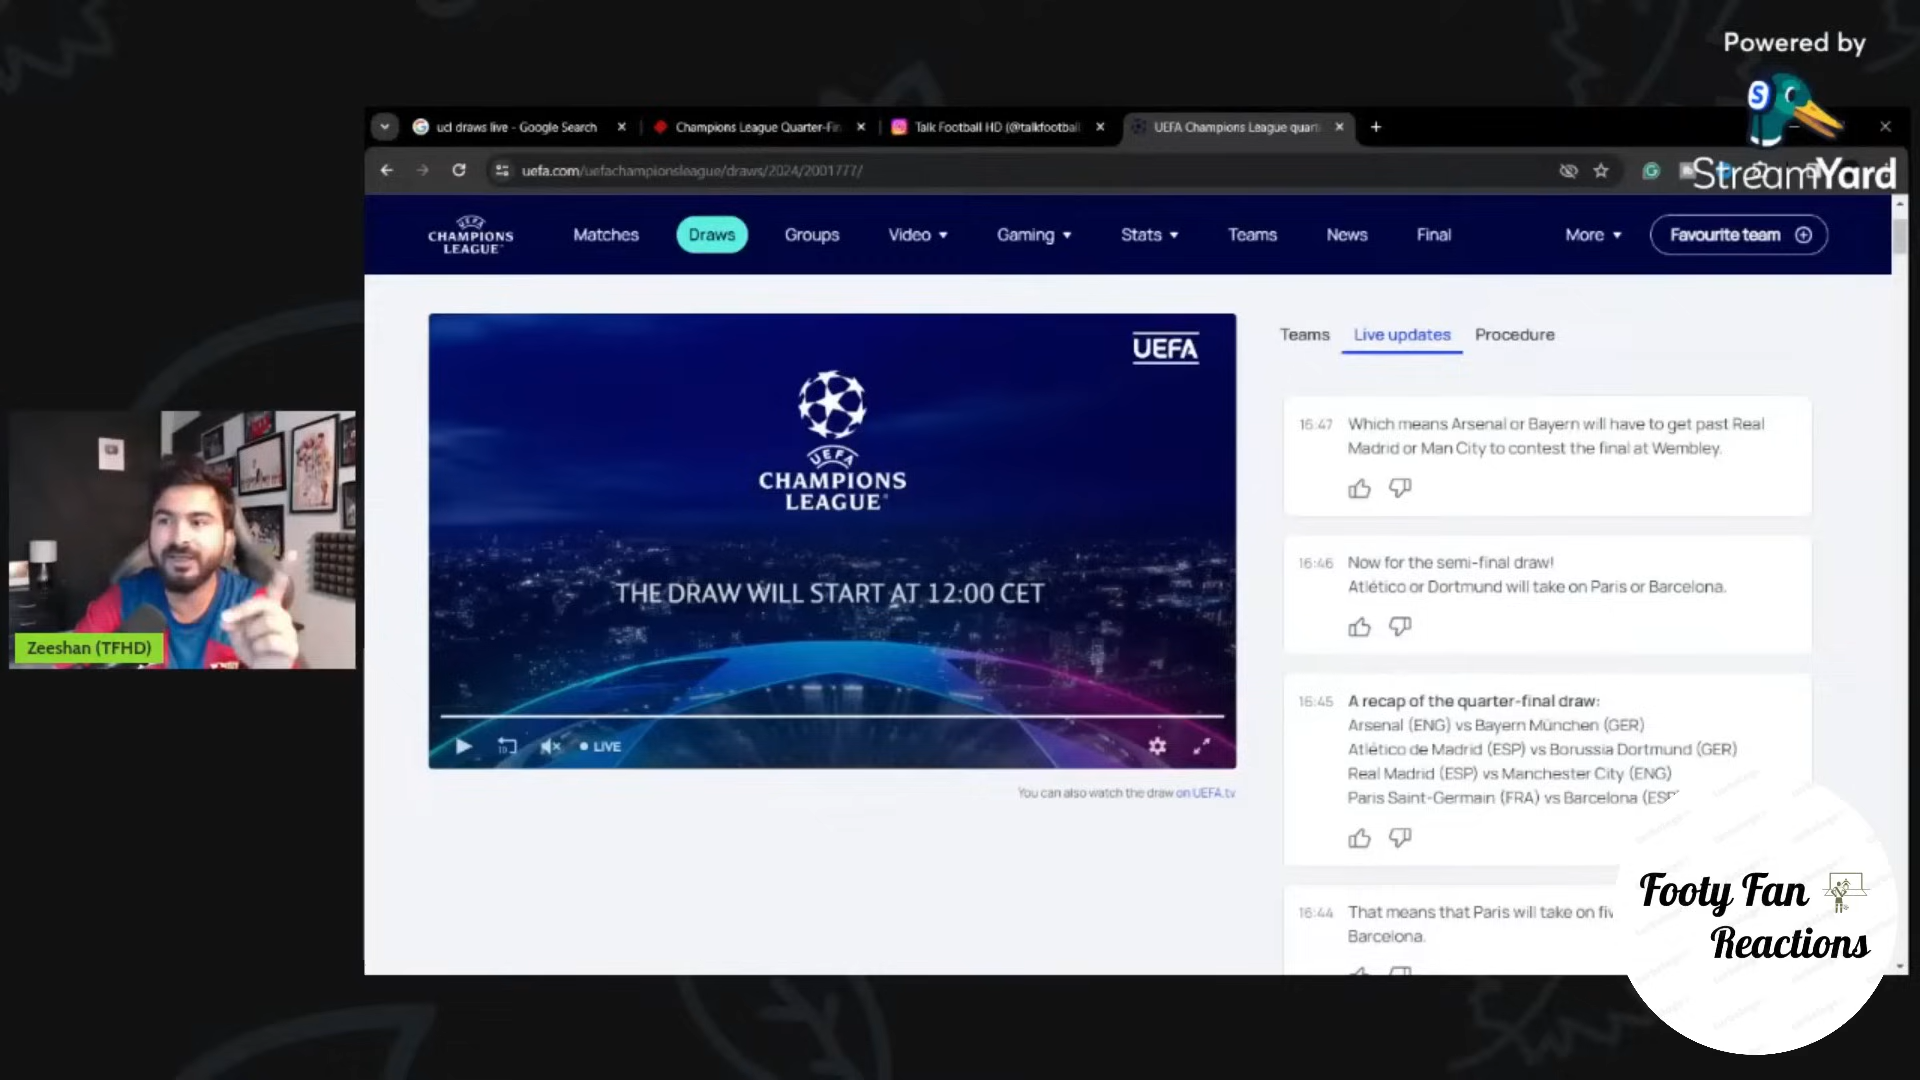 Powered by
StreamYard
ucl draws live - Google Search
Champions League Quarter-Fin
Talk Football HD (@talkfootball
UEFA Champions League quart
uefa.com/uefachampionsleague/draws/2024/2001777/
UEFA
CHAMPIONS
LEAGUE
Matches
Draws
Groups
Video
Gaming
Stats
Teams
News
Final
More
Favourite team
UEFA
UEFA
CHAMPIONS
LEAGUE
THE DRAW WILL START AT 12:00 CET
10
LIVE
You can also watch the draw on UEFA.tv
Teams
Live updates
Procedure
16:47 Which means Arsenal or Bayern will have to get past Real
Madrid or Man City to contest the final at Wembley.
16:46 Now for the semi-final draw!
Atlético or Dortmund will take on Paris or Barcelona.
16:45 A recap of the quarter-final draw:
Arsenal (ENG) vs Bayern München (GER)
Atlético de Madrid (ESP) vs Borussia Dortmund (GER)
Real Madrid (ESP) vs Manchester City (ENG)
Paris Saint-Germain (FRA) vs Barcelona (ESP
16:44 That means that Paris will take on fiv
Barcelona.
Zeeshan (TFHD)
Footy Fan
Reactions